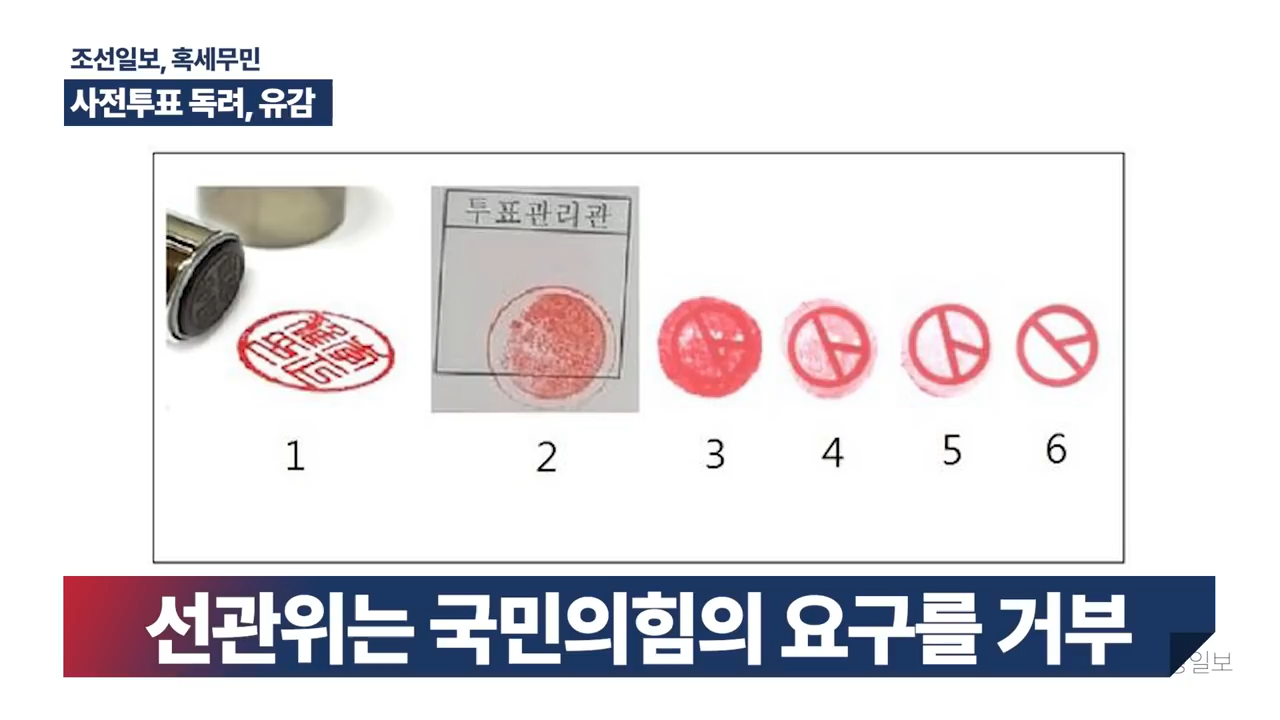 조선일보, 혹세무민
사전투표 독려, 유감
투표관리관
1 2 3 4 5 6
선관위는 국민의힘의 요구를 거부
일보